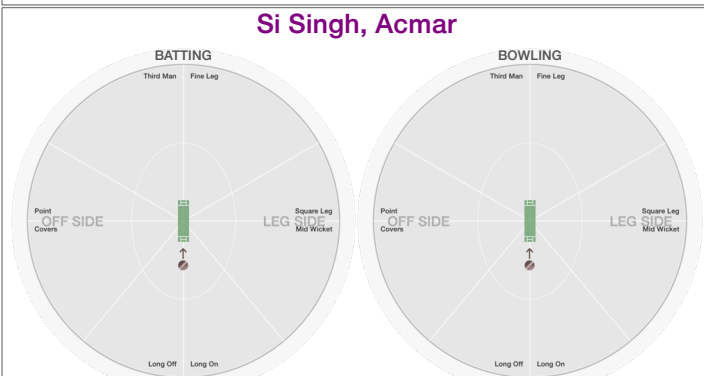 Si Singh, Acmar
BATTING
Third Man Fine Leg
Point Square Leg
OFF SIDE LEG SIDE
Covers Mid Wicket
Long Off Long On
BOWLING
Third Man Fine Leg
Point Square Leg
OFF SIDE LEG SIDE
Covers Mid Wicket
Long Off Long On